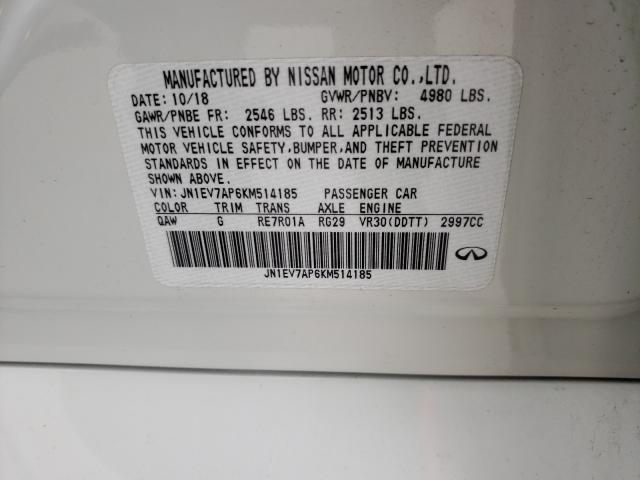 MANUFACTURED BY NISSAN MOTOR CO.,LTD.
DATE: 10/18 GVWR/PNBV: 4980 LBS.
GAWR/PNBE FR: 2546 LBS. RR: 2513 LBS.
THIS VEHICLE CONFORMS TO ALL APPLICABLE FEDERAL
MOTOR VEHICLE SAFETY,BUMPER,AND THEFT PREVENTION
STANDARDS IN EFFECT ON THE DATE OF MANUFACTURE
SHOWN ABOVE.
VIN:JN1EV7AP6KM514185 PASSENGER CAR
COLOR TRIM TRANS AXLE ENGINE
QAW G RE7R01A RG29 VR30(DDTT) 2997CC
JN1EV7AP6KM514185